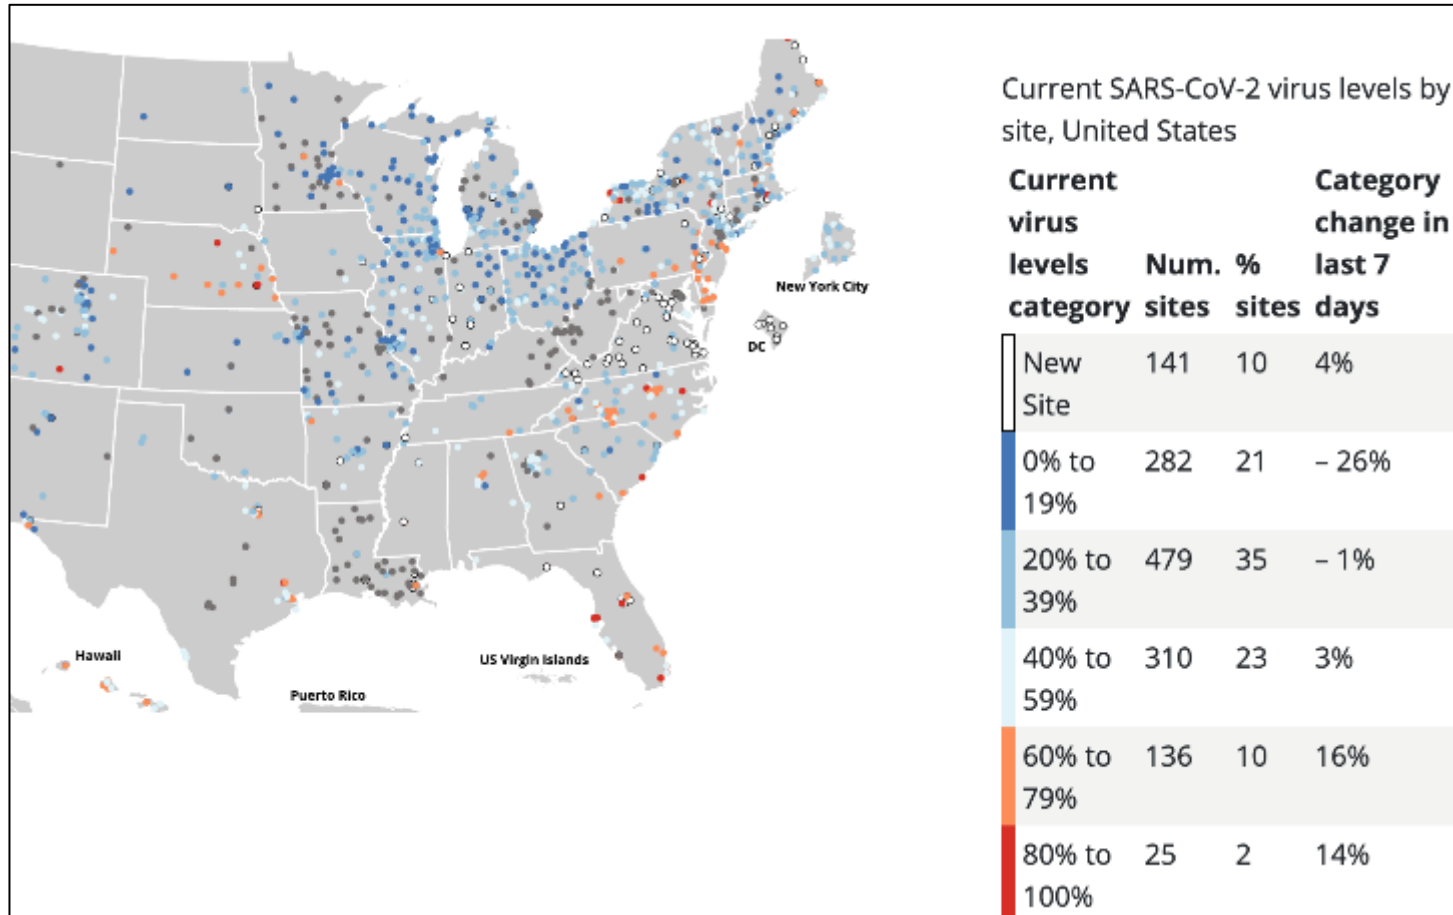 Current SARS-CoV-2 virus levels by
site, United States
Current
virus
levels
category
Num.
sites
%
sites
Category
change in
last 7
days
New
Site
141
10
4%
0% to
19%
282
21
– 26%
20% to
39%
479
35
– 1%
40% to
59%
310
23
3%
60% to
79%
136
10
16%
80% to
100%
25
2
14%
New York City
DC
Hawaii
US Virgin Islands
Puerto Rico